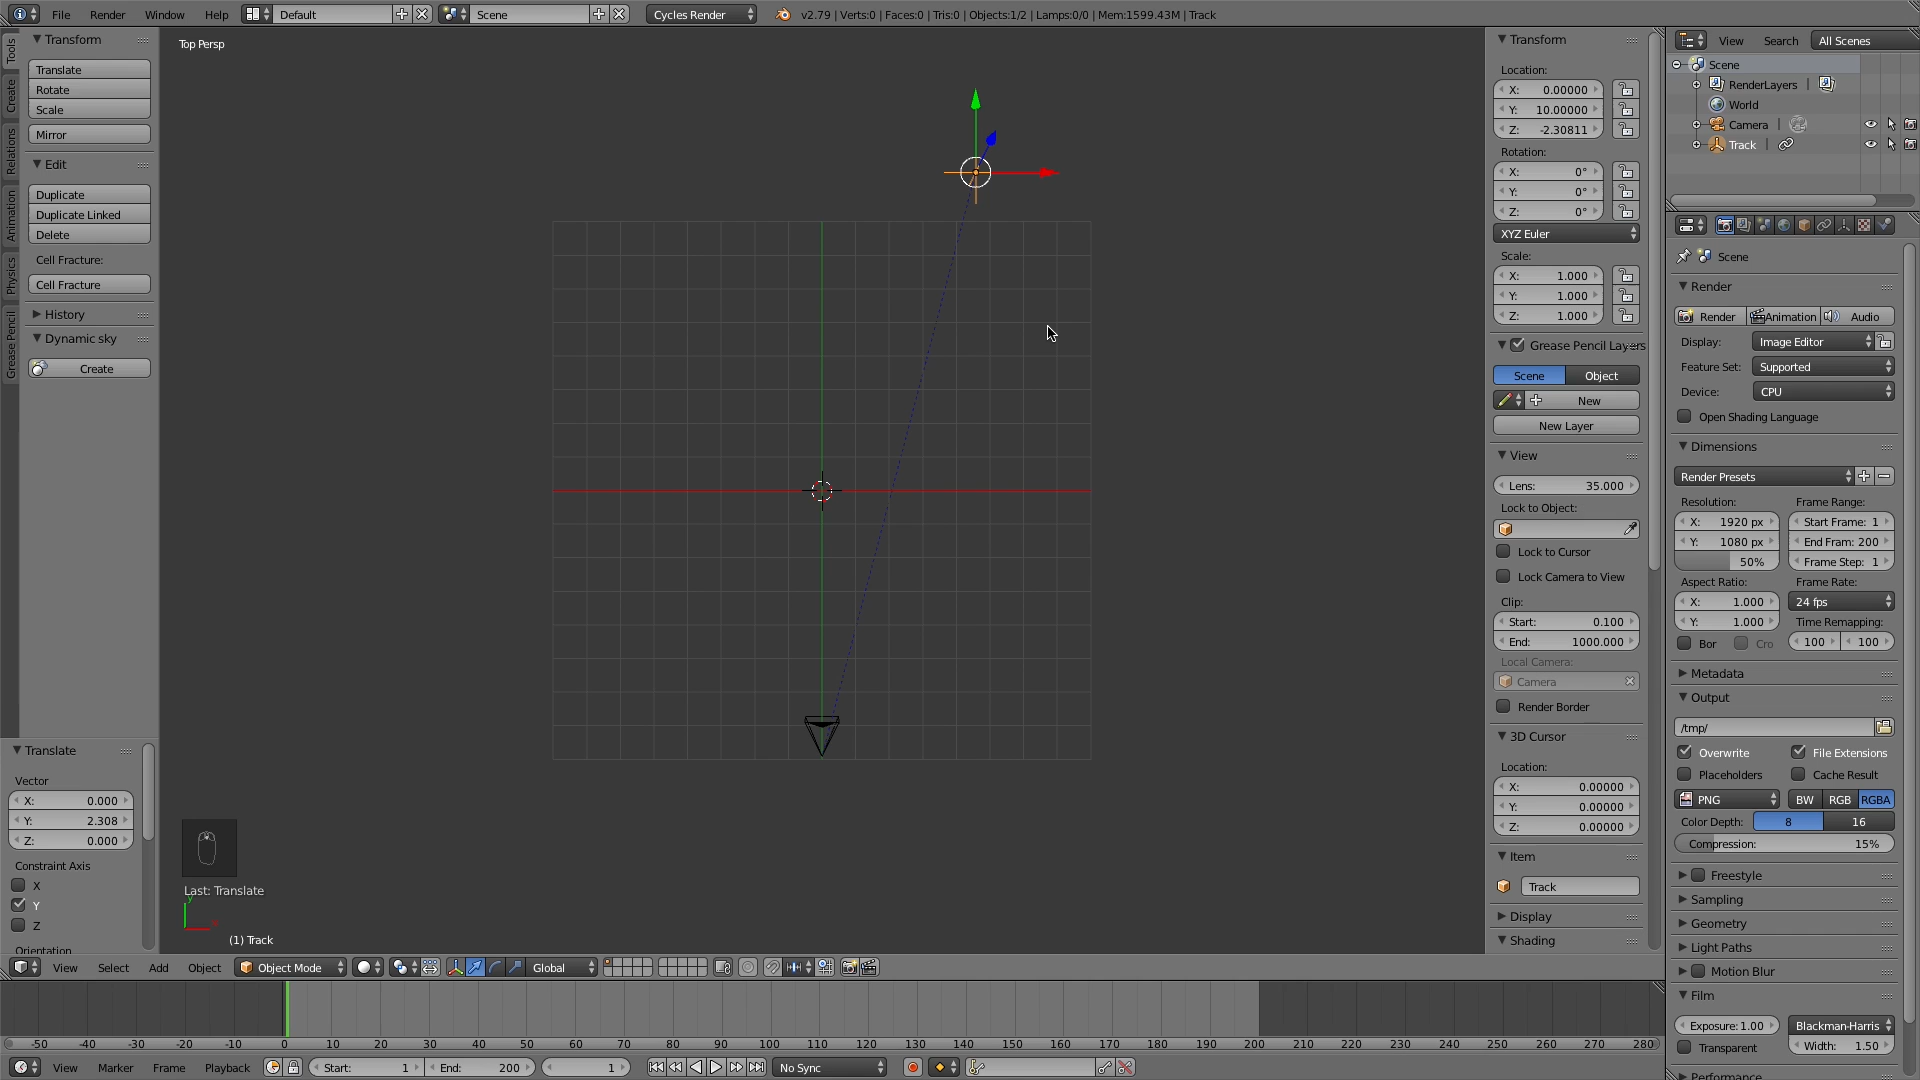 File Render Window Help Default Scene Cycles Render v2.79 | Verts:0 | Faces:0 | Tris:0 | Objects:1/2 | Lamps:0/0 | Mem:1599.43M | Track
Tools
Create
Relations
Animation
Physics
Grease Pencil
Transform
Translate
Rotate
Scale
Mirror
Edit
Duplicate
Duplicate Linked
Delete
Cell Fracture:
Cell Fracture
History
Dynamic sky
Create
Translate
Vector
X: 0.000
Y: 2.308
Z: 0.000
Constraint Axis
X
Y
Z
Orientation
Top Persp
Last: Translate
y
(1) Track
Transform
Location:
X: 0.00000
Y: 10.00000
Z: -2.30811
Rotation:
X: 0°
Y: 0°
Z: 0°
XYZ Euler
Scale:
X: 1.000
Y: 1.000
Z: 1.000
Grease Pencil Layers
Scene Object
New
New Layer
View
Lens: 35.000
Lock to Object:
Lock to Cursor
Lock Camera to View
Clip:
Start: 0.100
End: 1000.000
Local Camera:
Camera
Render Border
3D Cursor
Location:
X: 0.00000
Y: 0.00000
Z: 0.00000
Item
Track
Display
Shading
View Search All Scenes
Scene
RenderLayers |
World
Camera |
Track |
Scene
Render
Render Animation Audio
Display: Image Editor
Feature Set: Supported
Device: CPU
Open Shading Language
Dimensions
Render Presets
Resolution: Frame Range:
X: 1920 px Start Frame: 1
Y: 1080 px End Fram: 200
50% Frame Step: 1
Aspect Ratio: Frame Rate:
X: 1.000 24 fps
Y: 1.000 Time Remapping:
Bor Cro 100 100
Metadata
Output
/tmp/
Overwrite File Extensions
Placeholders Cache Result
PNG BW RGB RGBA
Color Depth: 8 16
Compression: 15%
Freestyle
Sampling
Geometry
Light Paths
Motion Blur
Film
Exposure: 1.00 Blackman-Harris
Transparent Width: 1.50
Performance
View Select Add Object Object Mode Global
-50 -40 -30 -20 -10 0 10 20 30 40 50 60 70 80 90 100 110 120 130 140 150 160 170 180 190 200 210 220 230 240 250 260 270 280
View Marker Frame Playback Start: 1 End: 200 1 No Sync